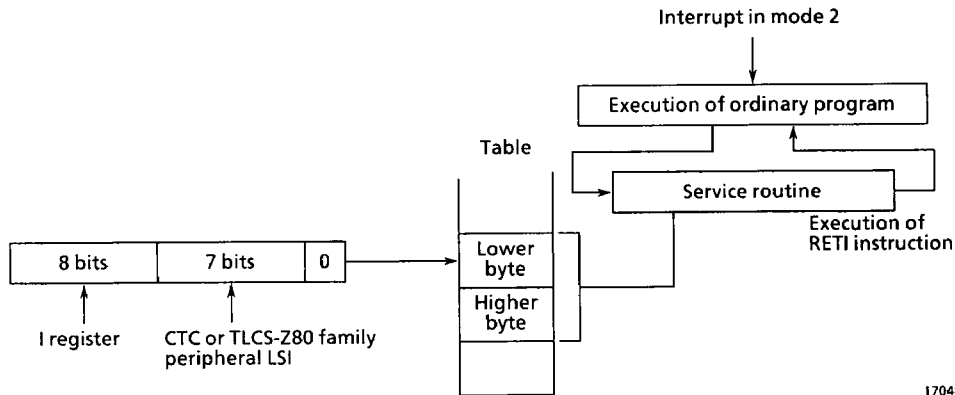 Interrupt in mode 2
Execution of ordinary program
Table
Service routine
Execution of
RETI instruction
Lower
byte
8 bits
7 bits
0
Higher
byte
I register
CTC or TLCS-Z80 family
peripheral LSI
1704